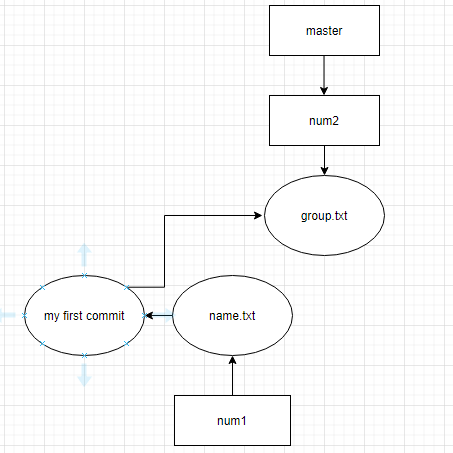 master
num2
group.txt
my first commit
name.txt
num1